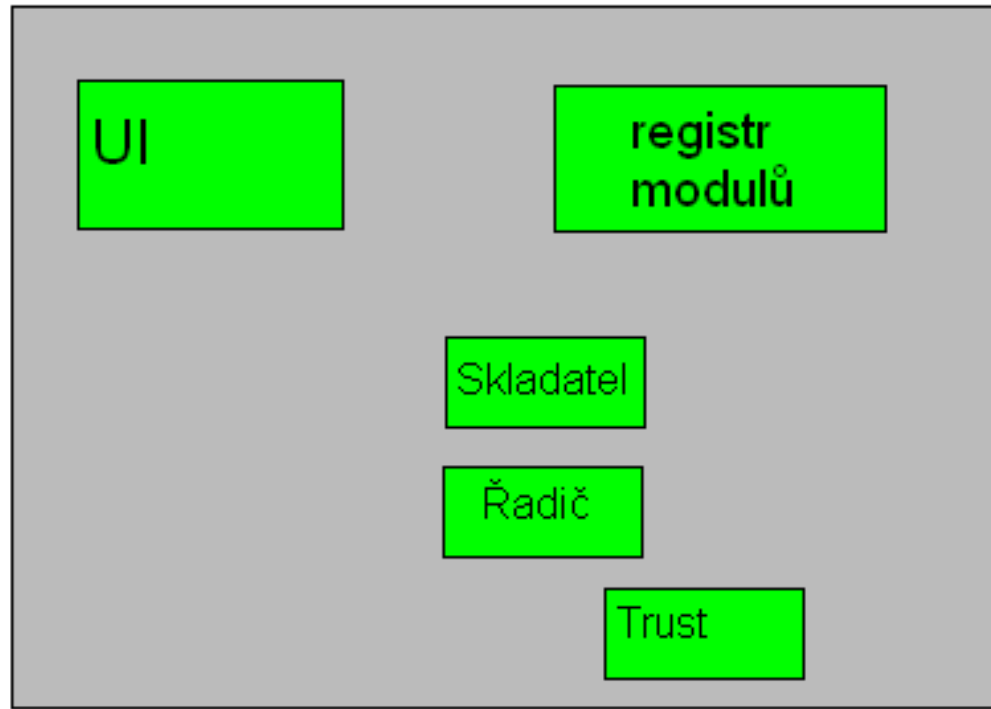 UI
registr
modulů
Skladatel
Řadič
Trust